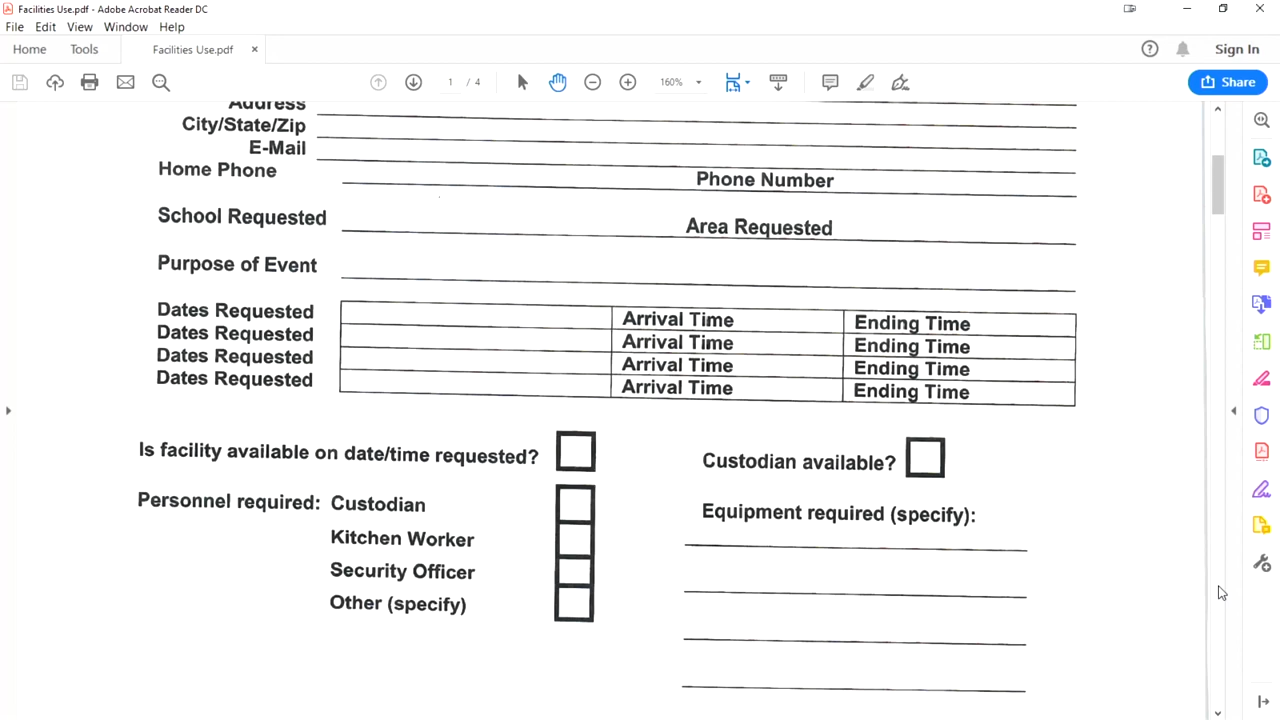 Facilities Use.pdf - Adobe Acrobat Reader DC
File Edit View Window Help
Home Tools Facilities Use.pdf ×
Sign In
1 / 4 160% Share
Address
City/State/Zip
E-Mail
Home Phone Phone Number
School Requested Area Requested
Purpose of Event
Dates Requested Arrival Time Ending Time
Dates Requested Arrival Time Ending Time
Dates Requested Arrival Time Ending Time
Dates Requested Arrival Time Ending Time
Is facility available on date/time requested? Custodian available?
Personnel required: Custodian Equipment required (specify):
Kitchen Worker
Security Officer
Other (specify)